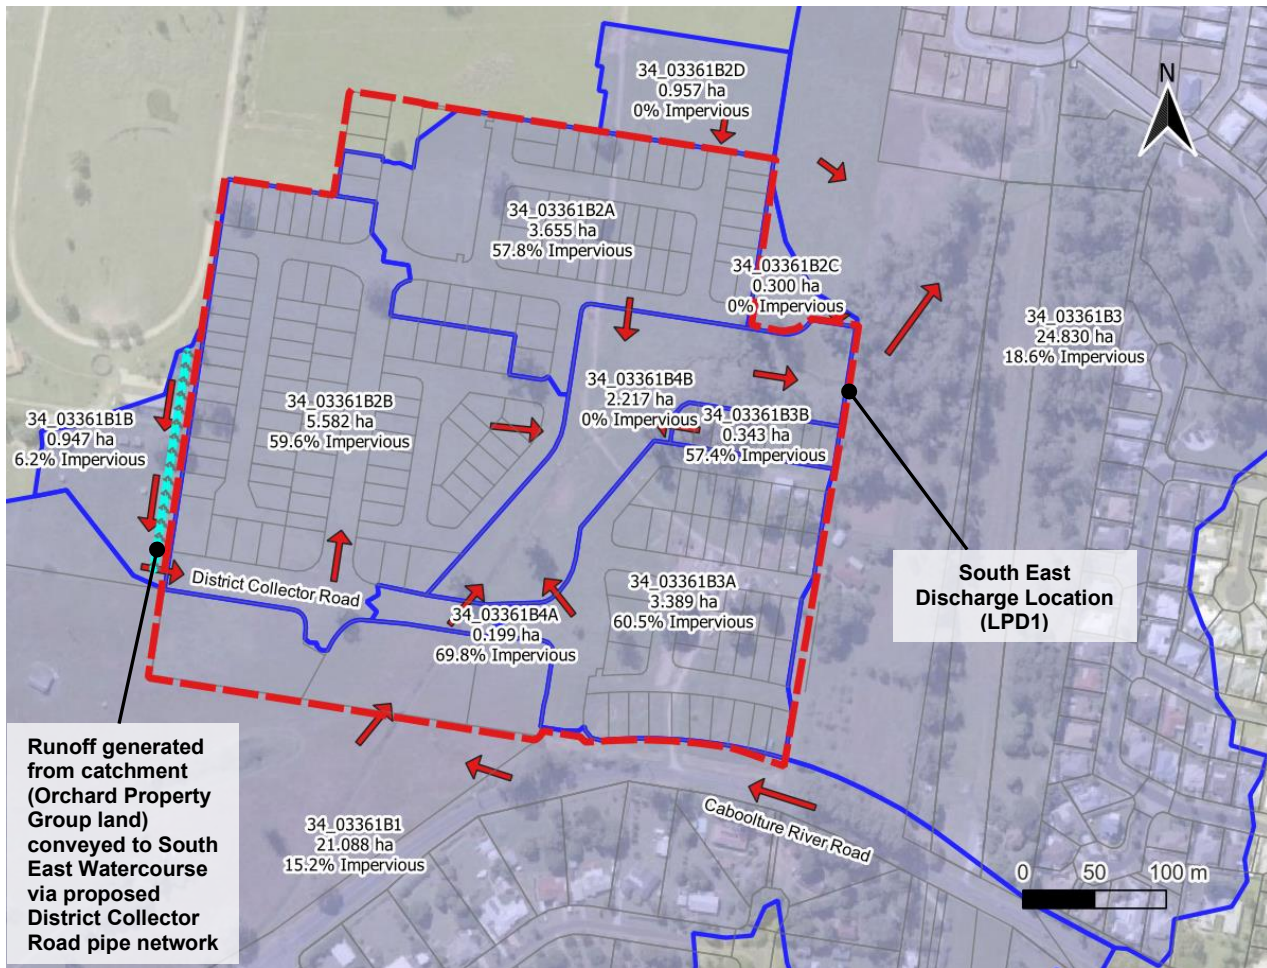 34_03361B2D
0.957 ha
0% Impervious
N
34_03361B2A
3.655 ha
57.8% Impervious
34_03361B2C
0.300 ha
0% Impervious
34_03361B3
24.830 ha
18.6% Impervious
34_03361B4B
2.217 ha
0% Impervious
34_03361B2B
5.582 ha
59.6% Impervious
34_03361B3B
0.343 ha
57.4% Impervious
34_03361B1B
0.947 ha
6.2% Impervious
District Collector Road
34_03361B3A
3.389 ha
60.5% Impervious
34_03361B4A
0.199 ha
69.8% Impervious
South East
Discharge Location
(LPD1)
Runoff generated
from catchment
(Orchard Property
Group land)
conveyed to South
East Watercourse
via proposed
District Collector
Road pipe network
34_03361B1
21.088 ha
15.2% Impervious
Caboolture River Road
0 50 100 m